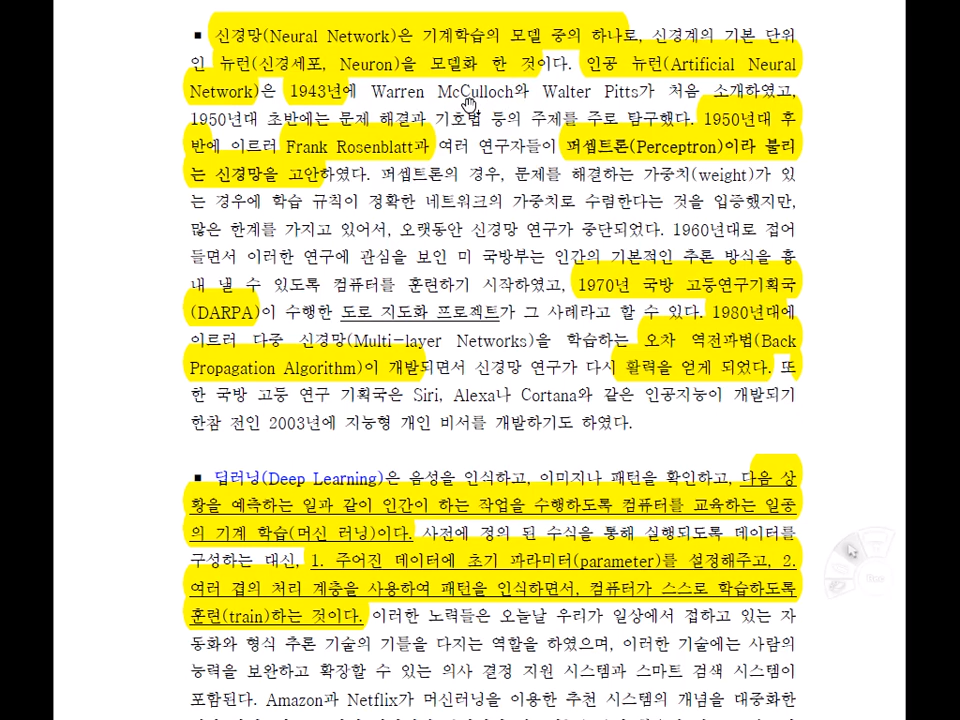 ▪ 신경망(Neural Network)은 기계학습의 모델 중의 하나로, 신경계의 기본 단위
인 뉴런(신경세포, Neuron)을 모델화 한 것이다. 인공 뉴런(Artificial Neural
Network)은 1943년에 Warren McCulloch와 Walter Pitts가 처음 소개하였고,
1950년대 초반에는 문제 해결과 기호법 등의 주제를 주로 탐구했다. 1950년대 후
반에 이르러 Frank Rosenblatt과 여러 연구자들이 퍼셉트론(Perceptron)이라 불리
는 신경망을 고안하였다. 퍼셉트론의 경우, 문제를 해결하는 가중치(weight)가 있
는 경우에 학습 규칙이 정확한 네트워크의 가중치로 수렴한다는 것을 입증했지만,
많은 한계를 가지고 있어서, 오랫동안 신경망 연구가 중단되었다. 1960년대로 접어
들면서 이러한 연구에 관심을 보인 미 국방부는 인간의 기본적인 추론 방식을 흉
내 낼 수 있도록 컴퓨터를 훈련하기 시작하였고, 1970년 국방 고등연구기획국
(DARPA)이 수행한 도로 지도화 프로젝트가 그 사례라고 할 수 있다. 1980년대에
이르러 다중 신경망(Multi-layer Networks)을 학습하는 오차 역전파법(Back
Propagation Algorithm)이 개발되면서 신경망 연구가 다시 활력을 얻게 되었다. 또
한 국방 고등 연구 기획국은 Siri, Alexa나 Cortana와 같은 인공지능이 개발되기
한참 전인 2003년에 지능형 개인 비서를 개발하기도 하였다.
▪ 딥러닝(Deep Learning)은 음성을 인식하고, 이미지나 패턴을 확인하고, 다음 상
황을 예측하는 일과 같이 인간이 하는 작업을 수행하도록 컴퓨터를 교육하는 일종
의 기계 학습(머신 러닝)이다. 사전에 정의 된 수식을 통해 실행되도록 데이터를
구성하는 대신, 1. 주어진 데이터에 초기 파라미터(parameter)를 설정해주고, 2.
여러 겹의 처리 계층을 사용하여 패턴을 인식하면서, 컴퓨터가 스스로 학습하도록
훈련(train)하는 것이다. 이러한 노력들은 오늘날 우리가 일상에서 접하고 있는 자
동화와 형식 추론 기술의 기틀을 다지는 역할을 하였으며, 이러한 기술에는 사람의
능력을 보완하고 확장할 수 있는 의사 결정 지원 시스템과 스마트 검색 시스템이
포함된다. Amazon과 Netflix가 머신러닝을 이용한 추천 시스템의 개념을 대중화한